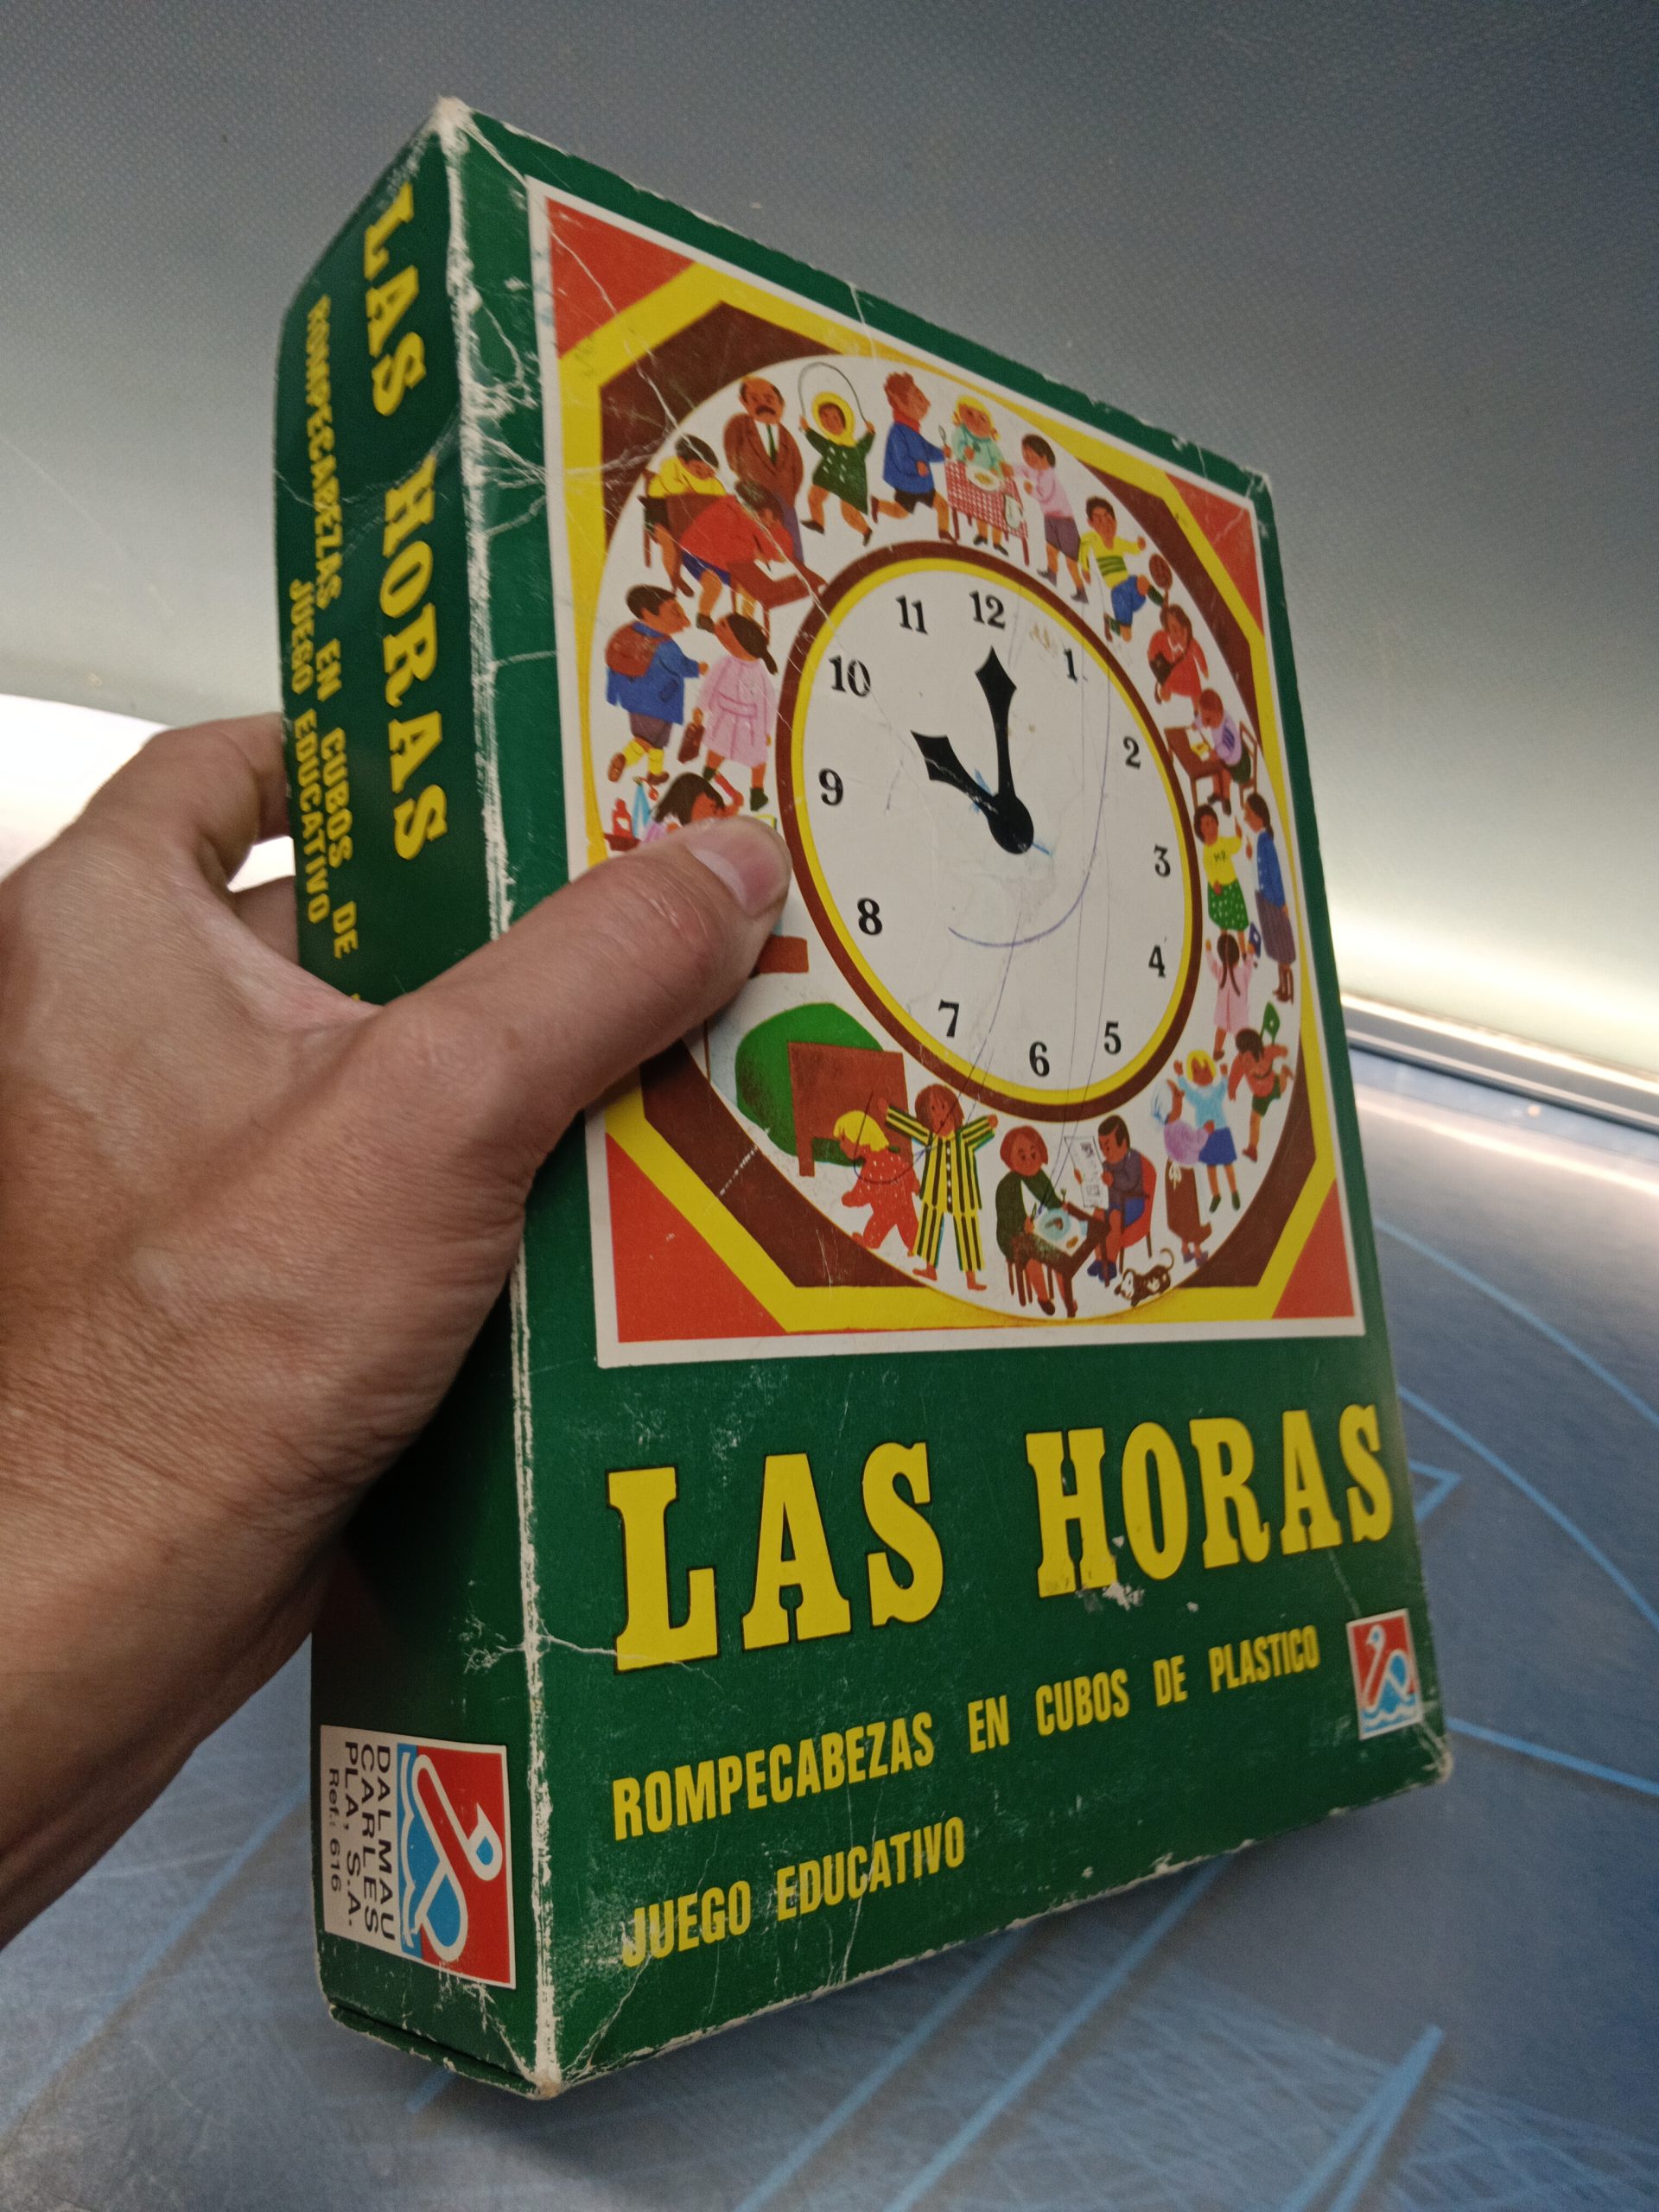 LAS HORAS
ROMPECABEZAS EN CUBOS DE
JUEGO EDUCATIVO
DALMAU
CARLES
PLA, S.A.
Ref.: 616
11 12 1
10 2
9 3
8 4
7 6 5
LAS HORAS
ROMPECABEZAS EN CUBOS DE PLASTICO
JUEGO EDUCATIVO